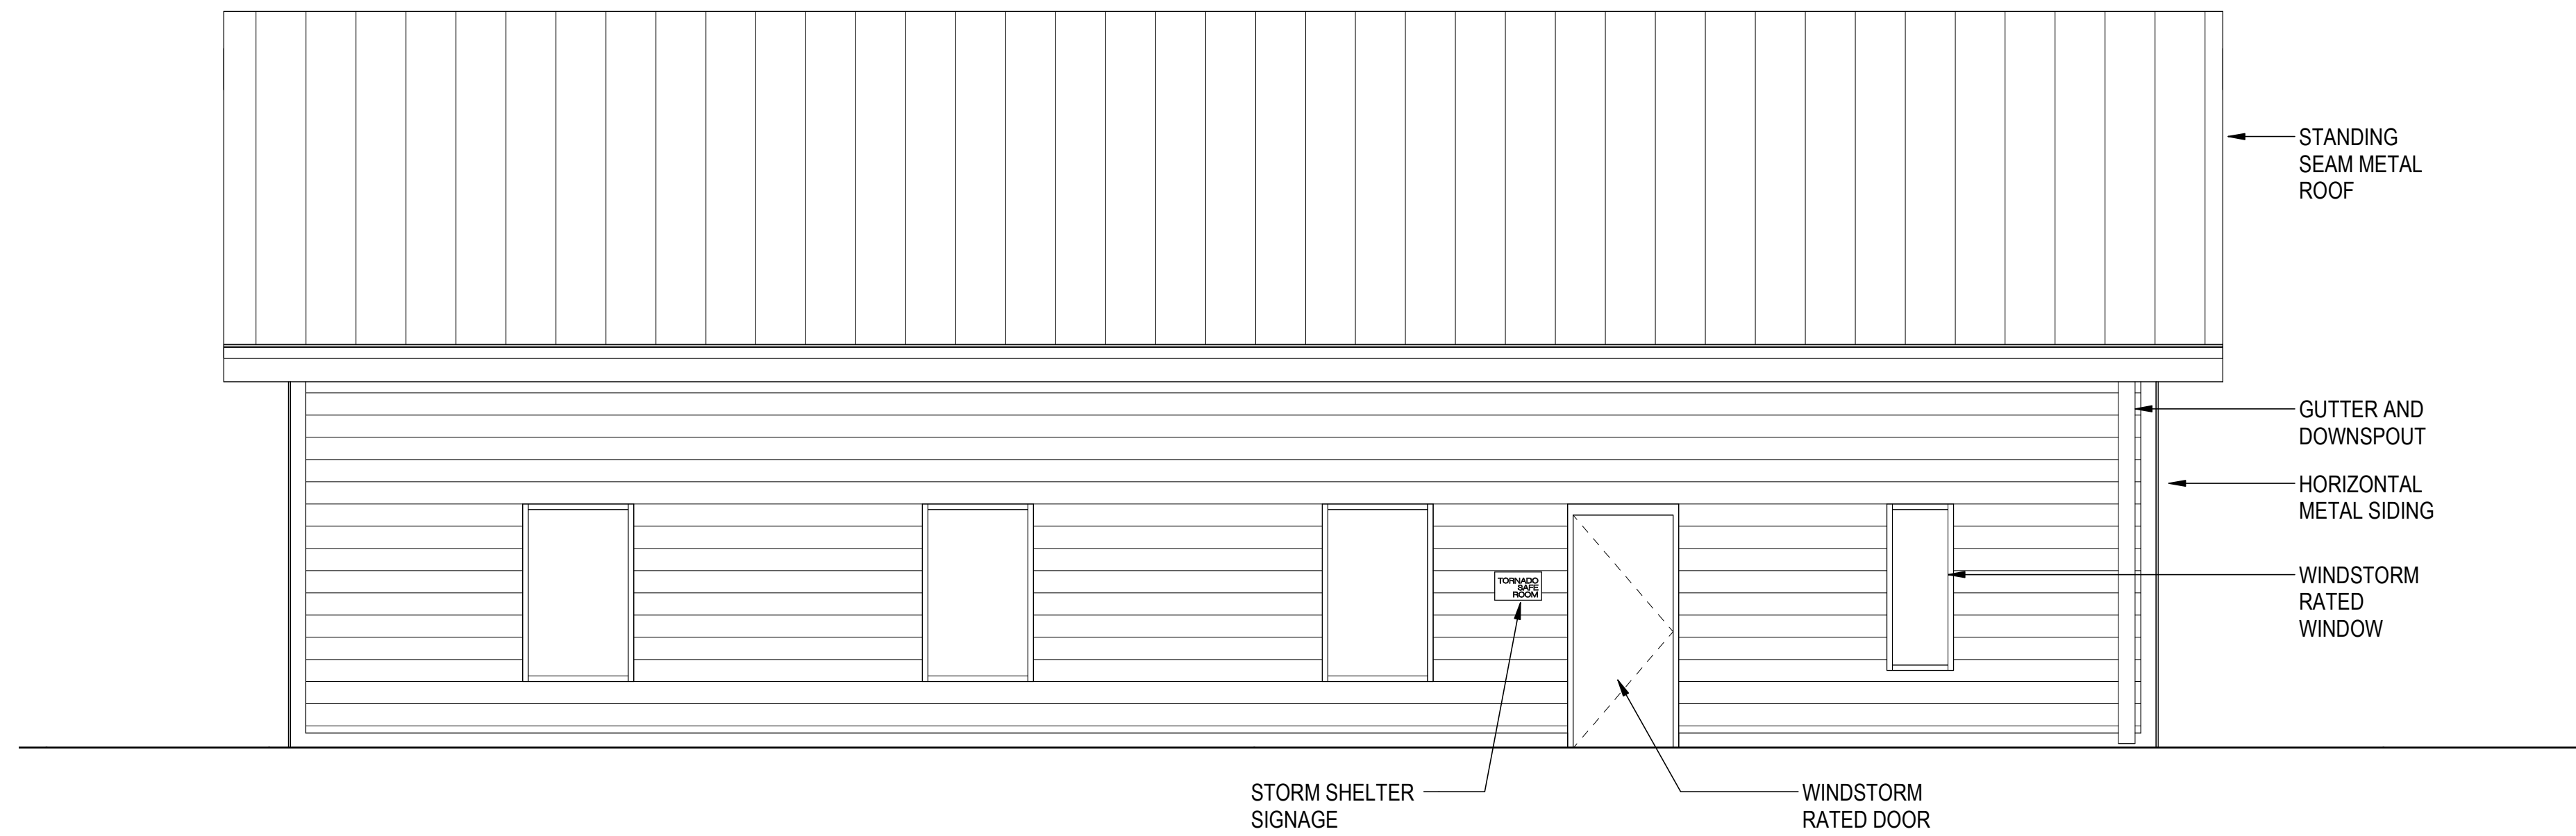 STANDING
SEAM METAL
ROOF
GUTTER AND
DOWNSPOUT
HORIZONTAL
METAL SIDING
WINDSTORM
RATED
WINDOW
TORNADO
SAFE
ROOM
STORM SHELTER
SIGNAGE
WINDSTORM
RATED DOOR